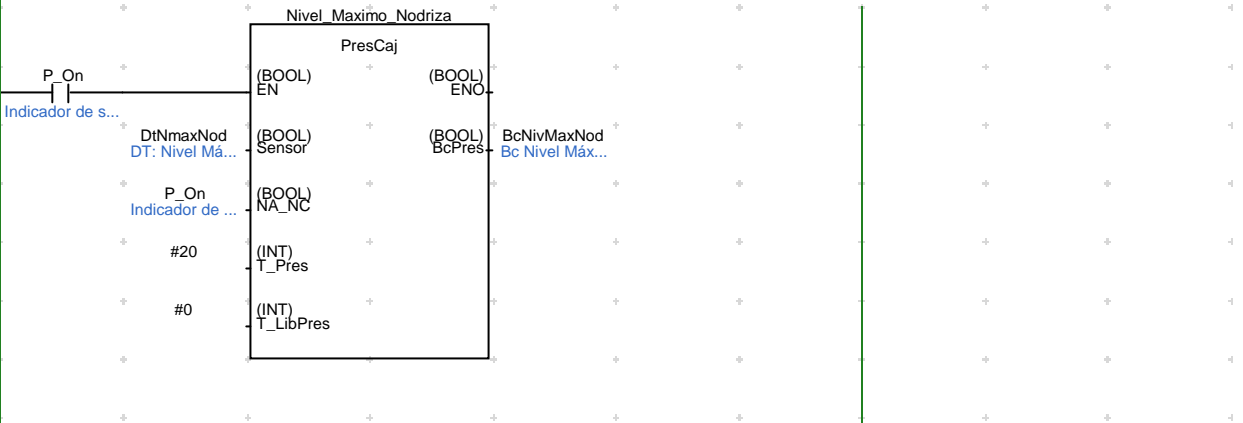 Nivel_Maximo_Nodriza
PresCaj
P_On
Indicador de s...
(BOOL)
EN
(BOOL)
ENO
DtNmaxNod
DT: Nivel Má...
(BOOL)
Sensor
(BOOL)
BcPres
BcNivMaxNod
Bc Nivel Máx...
P_On
Indicador de ...
(BOOL)
NA_NC
#20
(INT)
T_Pres
#0
(INT)
T_LibPres